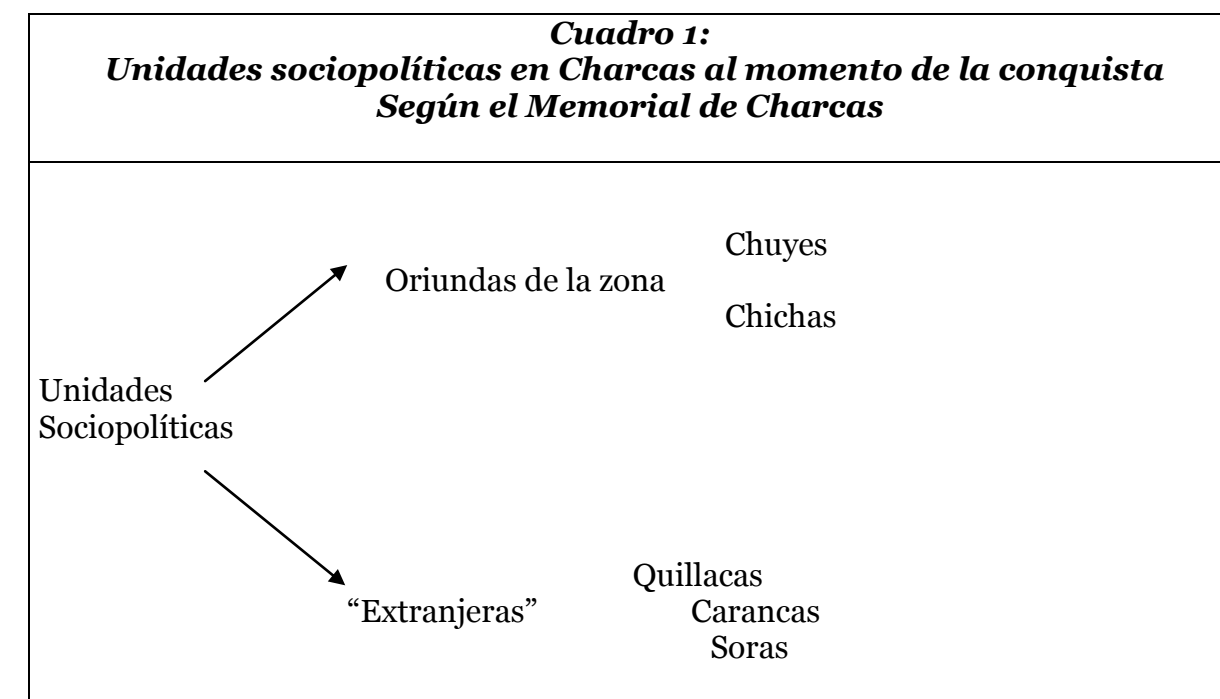 Cuadro 1:
Unidades sociopolíticas en Charcas al momento de la conquista
Según el Memorial de Charcas
Chuyes
Oriundas de la zona
Chichas
Unidades
Sociopolíticas
Quillacas
“Extranjeras”
Carancas
Soras